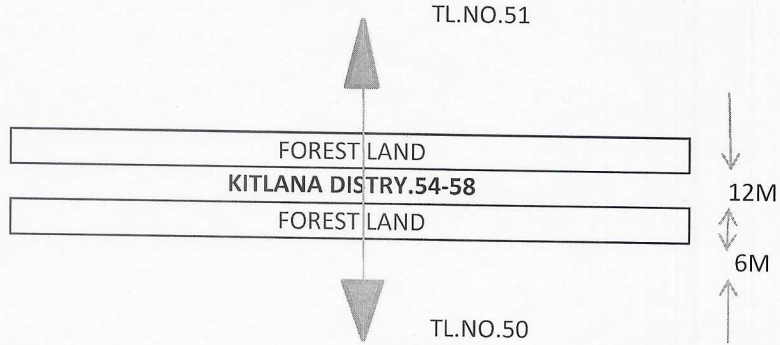 TL.NO.51
FOREST LAND
KITLANA DISTRY.54-58
12M
FOREST LAND
6M
TL.NO.50